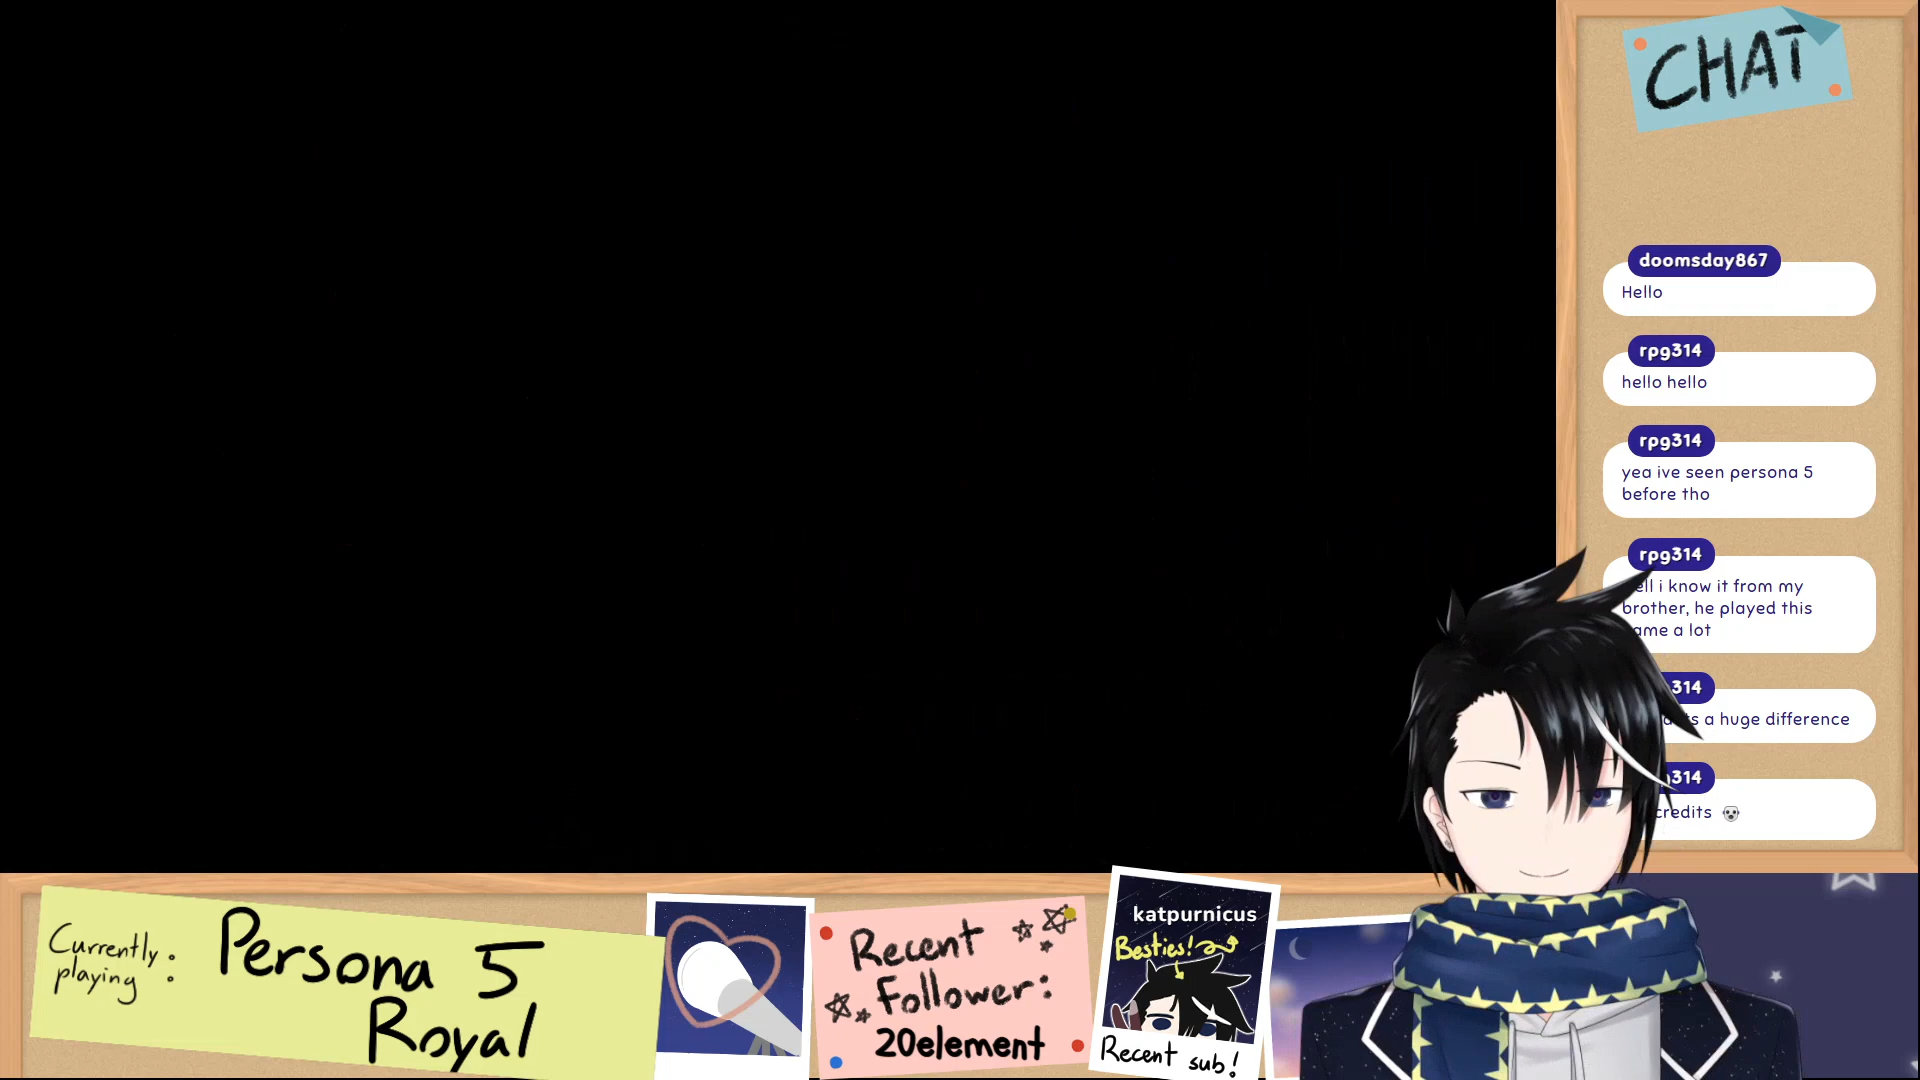 CHAT
doomsday867
Hello
rpg314
hello hello
rpg314
yea ive seen persona 5
before tho
rpg314
ell i know it from my
brother, he played this
ame a lot
314
s a huge difference
314
credits
Currently playing:
Persona 5
Royal
Recent
Follower:
20element
katpurnicus
Besties!
Recent sub!